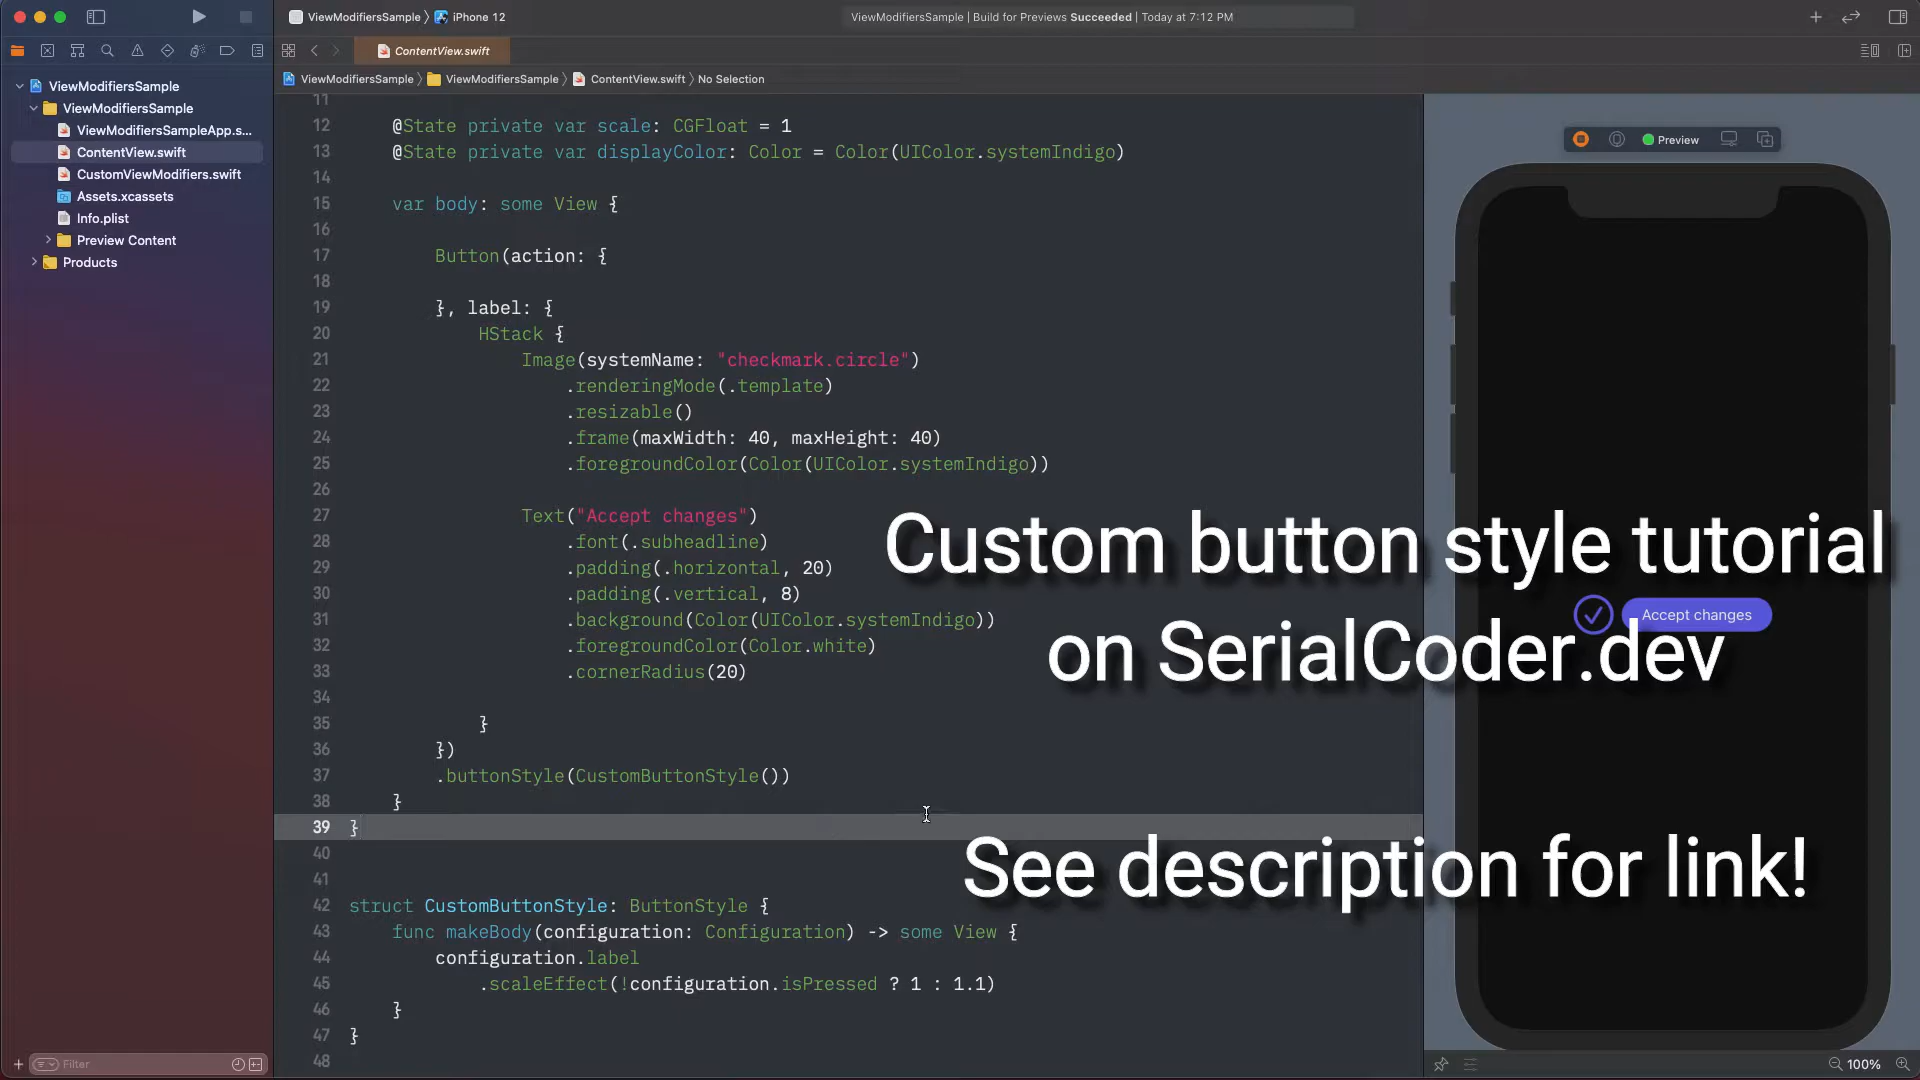 ViewModifiersSample
iPhone 12
ViewModifiersSample | Build for Previews Succeeded | Today at 7:12 PM
ContentView.swift
ViewModifiersSample
ViewModifiersSample
ContentView.swift
No Selection
ViewModifiersSample
ViewModifiersSample
ViewModifiersSampleApp.s...
ContentView.swift
CustomViewModifiers.swift
Assets.xcassets
Info.plist
Preview Content
Products
Filter
11
12 @State private var scale: CGFloat = 1
13 @State private var displayColor: Color = Color(UIColor.systemIndigo)
14
15 var body: some View {
16
17 Button(action: {
18
19 }, label: {
20 HStack {
21 Image(systemName: "checkmark.circle")
22 .renderingMode(.template)
23 .resizable()
24 .frame(maxWidth: 40, maxHeight: 40)
25 .foregroundColor(Color(UIColor.systemIndigo))
26
27 Text("Accept changes")
28 .font(.subheadline)
29 .padding(.horizontal, 20)
30 .padding(.vertical, 8)
31 .background(Color(UIColor.systemIndigo))
32 .foregroundColor(Color.white)
33 .cornerRadius(20)
34
35 }
36 })
37 .buttonStyle(CustomButtonStyle())
38 }
39 }
40
41
42 struct CustomButtonStyle: ButtonStyle {
43 func makeBody(configuration: Configuration) -> some View {
44 configuration.label
45 .scaleEffect(!configuration.isPressed ? 1 : 1.1)
46 }
47 }
48
Preview
Custom button style tutorial
Accept changes
on SerialCoder.dev
See description for link!
100%